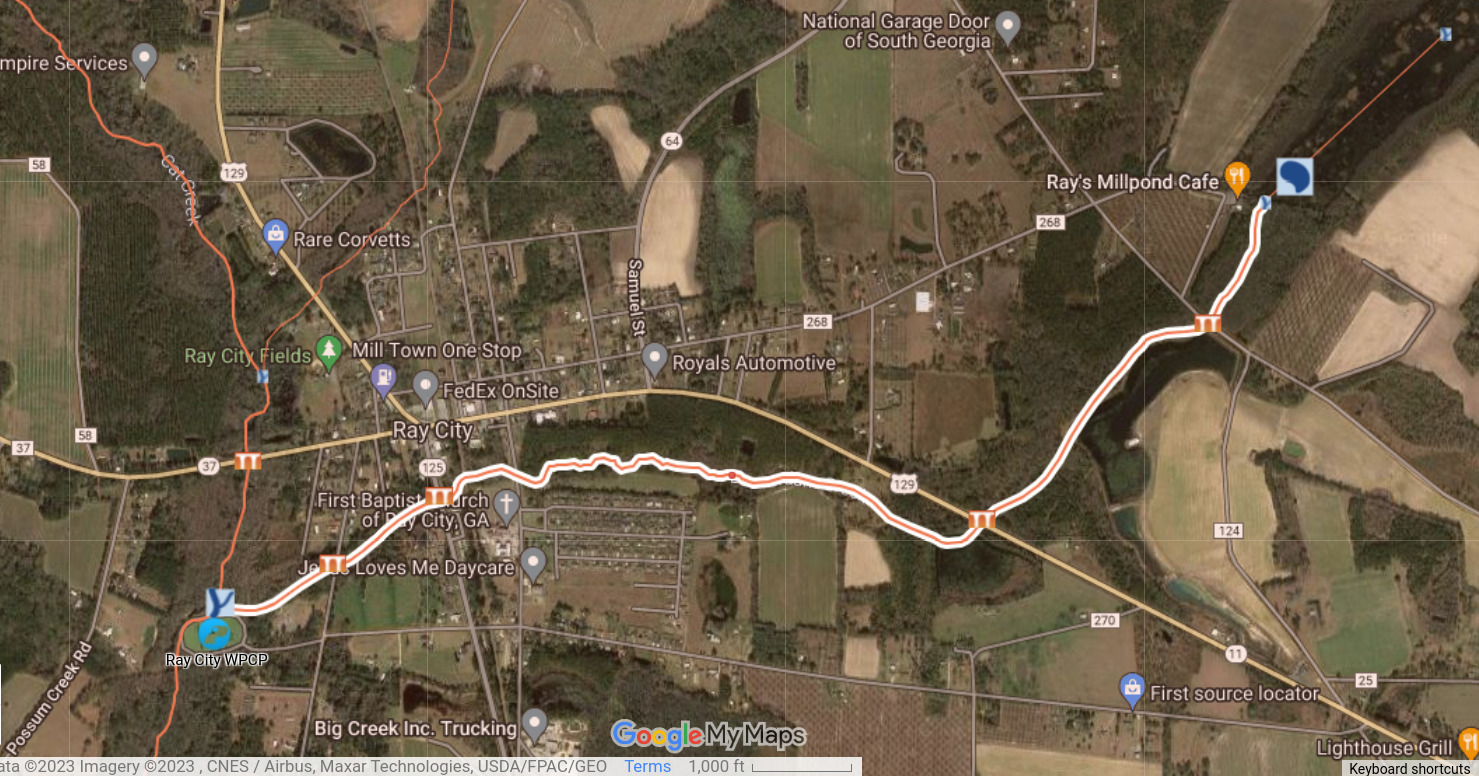 National Garage Door
of South Georgia
mpire Services
64
58
129
Cat Creek
Ray's Millpond Cafe
268
Rare Corvetts
Samuel St
268
Ray City Fields
Mill Town One Stop
Royals Automotive
FedEx OnSite
Ray City
58
37
37
125
129
First Baptist Church
of Ray City, GA
124
Loves Me Daycare
270
Ray City WPCP
11
Possum Creek Rd
25
First source locator
Big Creek Inc. Trucking
Google My Maps
Lighthouse Grill
ata ©2023 Imagery ©2023 , CNES / Airbus, Maxar Technologies, USDA/FPAC/GEO
Terms
1,000 ft
Keyboard shortcuts